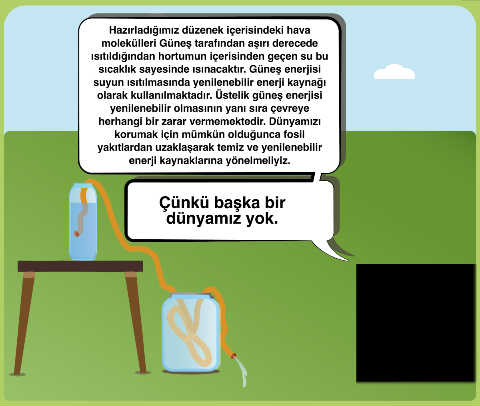 Hazırladığımız düzenek içerisindeki hava
molekülleri Güneş tarafından aşırı derecede
ısıtıldığından hortumun içerisinden geçen su bu
sıcaklık sayesinde ısınacaktır. Güneş enerjisi
suyun ısıtılmasında yenilenebilir enerji kaynağı
olarak kullanılmaktadır. Üstelik güneş enerjisi
yenilenebilir olmasının yanı sıra çevreye
herhangi bir zarar vermemektedir. Dünyamızı
korumak için mümkün olduğunca fosil
yakıtlardan uzaklaşarak temiz ve yenilenebilir
enerji kaynaklarına yönelmeliyiz.
Çünkü başka bir
dünyamız yok.